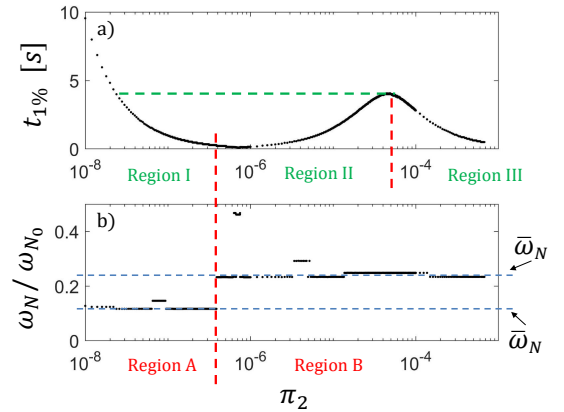 a)
10
5
0
t₁% [s]
10⁻⁸
10⁻⁶
10⁻⁴
Region I
Region II
Region III
b)
0.4
0.2
0
ω_N / ω_N₀
ω̅_N
ω̅_N
Region A
Region B
10⁻⁸
10⁻⁶
10⁻⁴
π₂